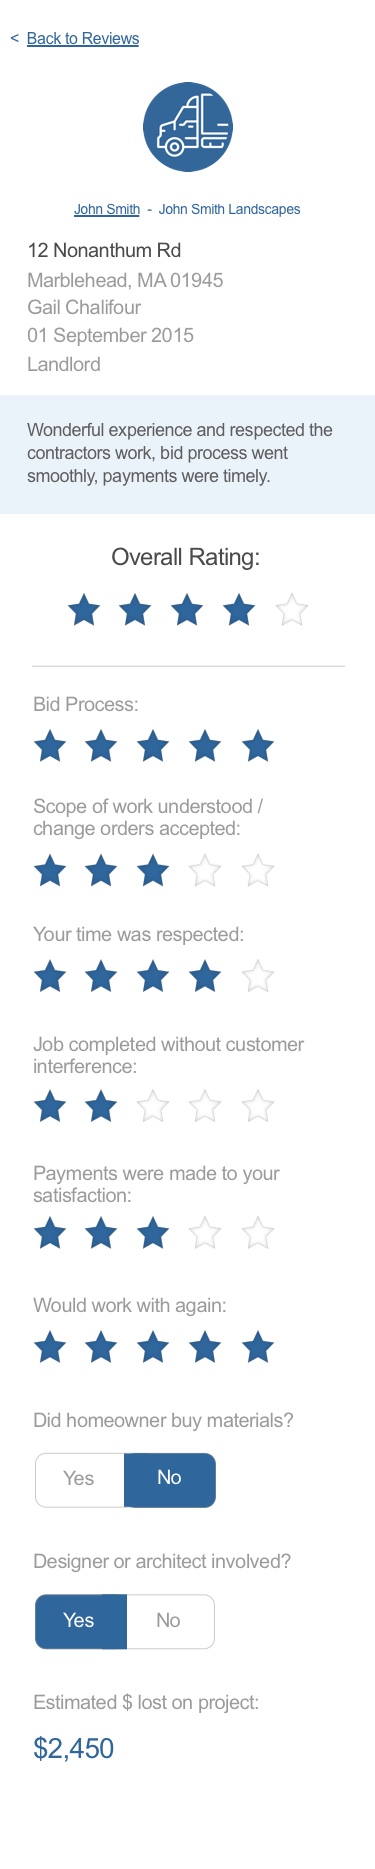 < Back to Reviews
John Smith - John Smith Landscapes
12 Nonanthum Rd
Marblehead, MA 01945
Gail Chalifour
01 September 2015
Landlord
Wonderful experience and respected the
contractors work, bid process went
smoothly, payments were timely.
Overall Rating:
Bid Process:
Scope of work understood /
change orders accepted:
Your time was respected:
Job completed without customer
interference:
Payments were made to your
satisfaction:
Would work with again:
Did homeowner buy materials?
Yes No
Designer or architect involved?
Yes No
Estimated $ lost on project:
$2,450